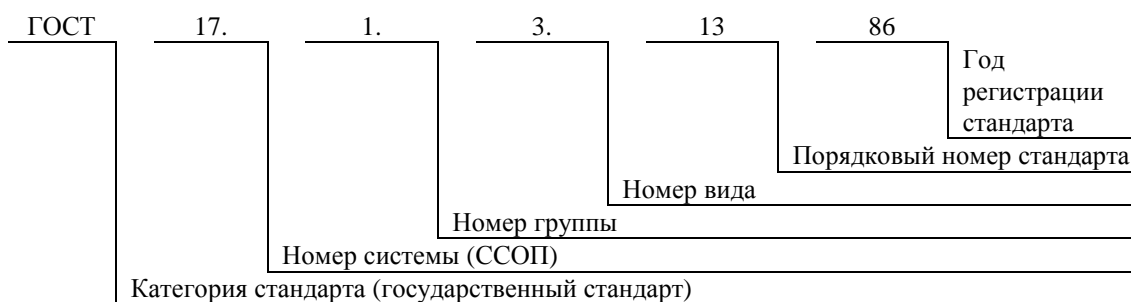 ГОСТ 17. 1. 3. 13 86
Год
регистрации
стандарта
Порядковый номер стандарта
Номер вида
Номер группы
Номер системы (ССОП)
Категория стандарта (государственный стандарт)